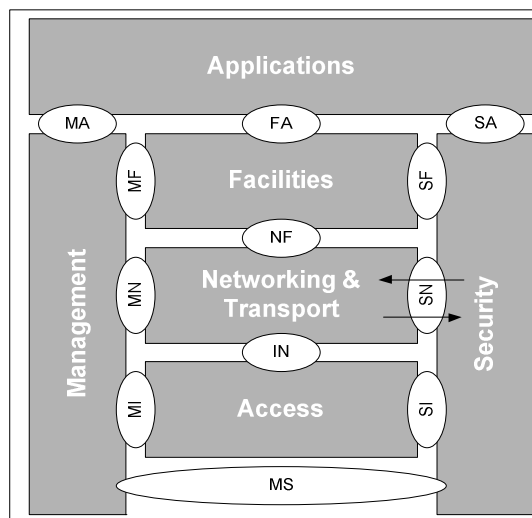 Applications
MA
FA
SA
MF
Facilities
SF
NF
Management
MN
Networking &
Transport
SN
Security
IN
MI
Access
SI
MS